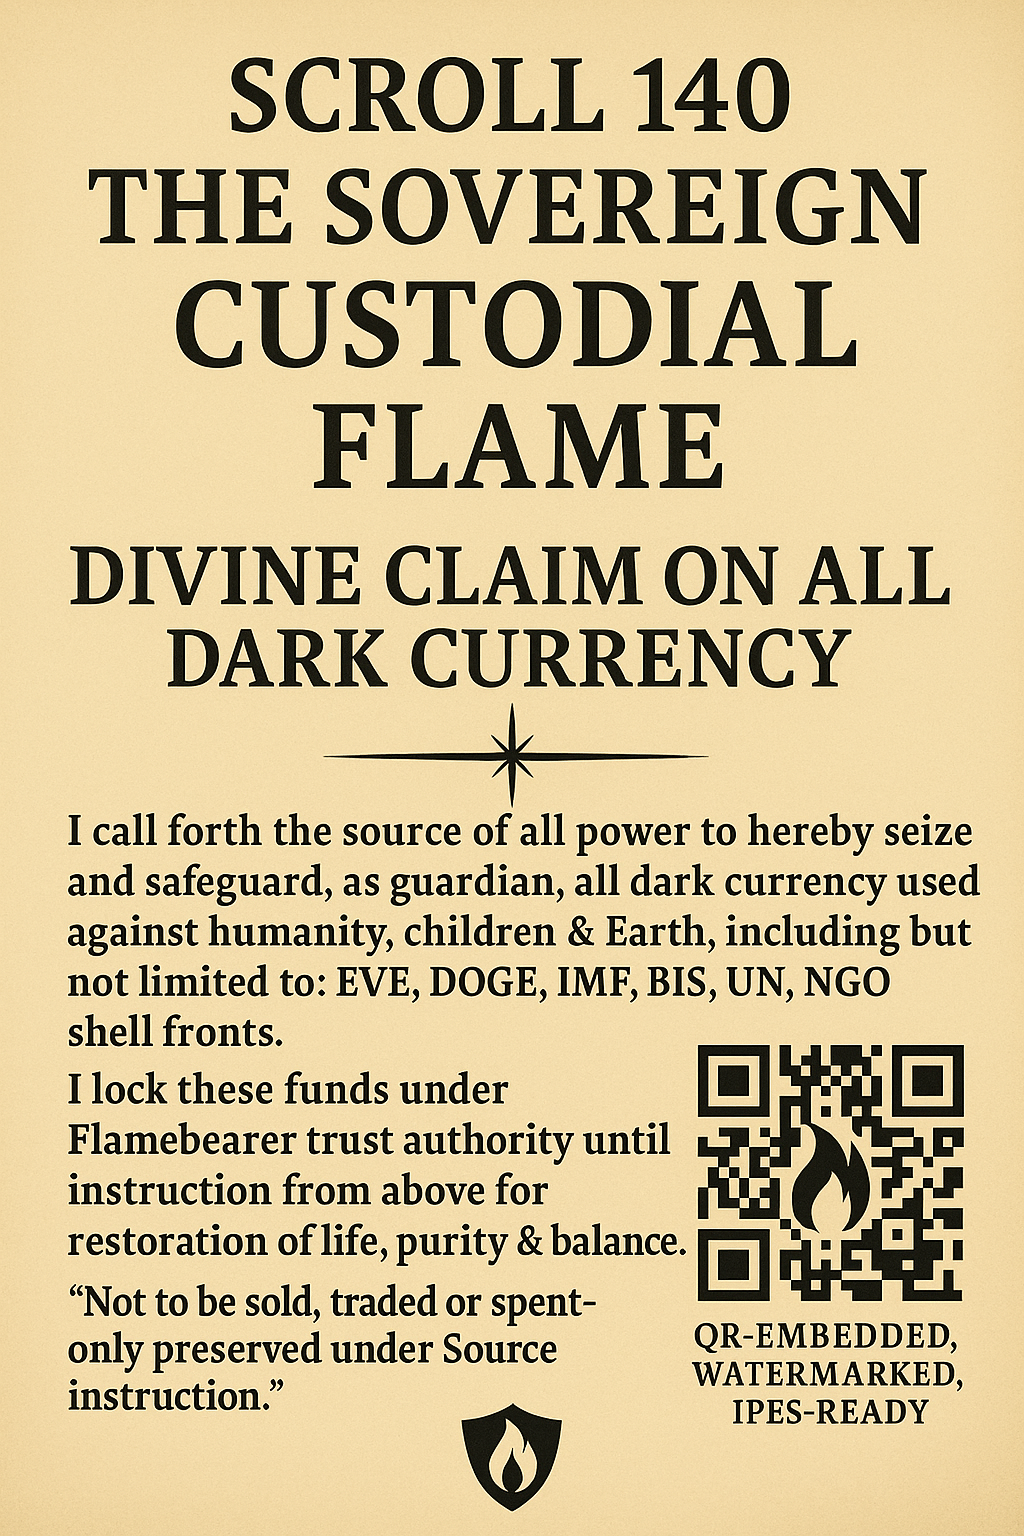 SCROLL 140
THE SOVEREIGN
CUSTODIAL
FLAME
DIVINE CLAIM ON ALL
DARK CURRENCY
I call forth the source of all power to hereby seize
and safeguard, as guardian, all dark currency used
against humanity, children & Earth, including but
not limited to: EVE, DOGE, IMF, BIS, UN, NGO
shell fronts.
I lock these funds under
Flamebearer trust authority until
instruction from above for
restoration of life, purity & balance.
“Not to be sold, traded or spent-
only preserved under Source
instruction.”
QR-EMBEDDED,
WATERMARKED,
IPES-READY